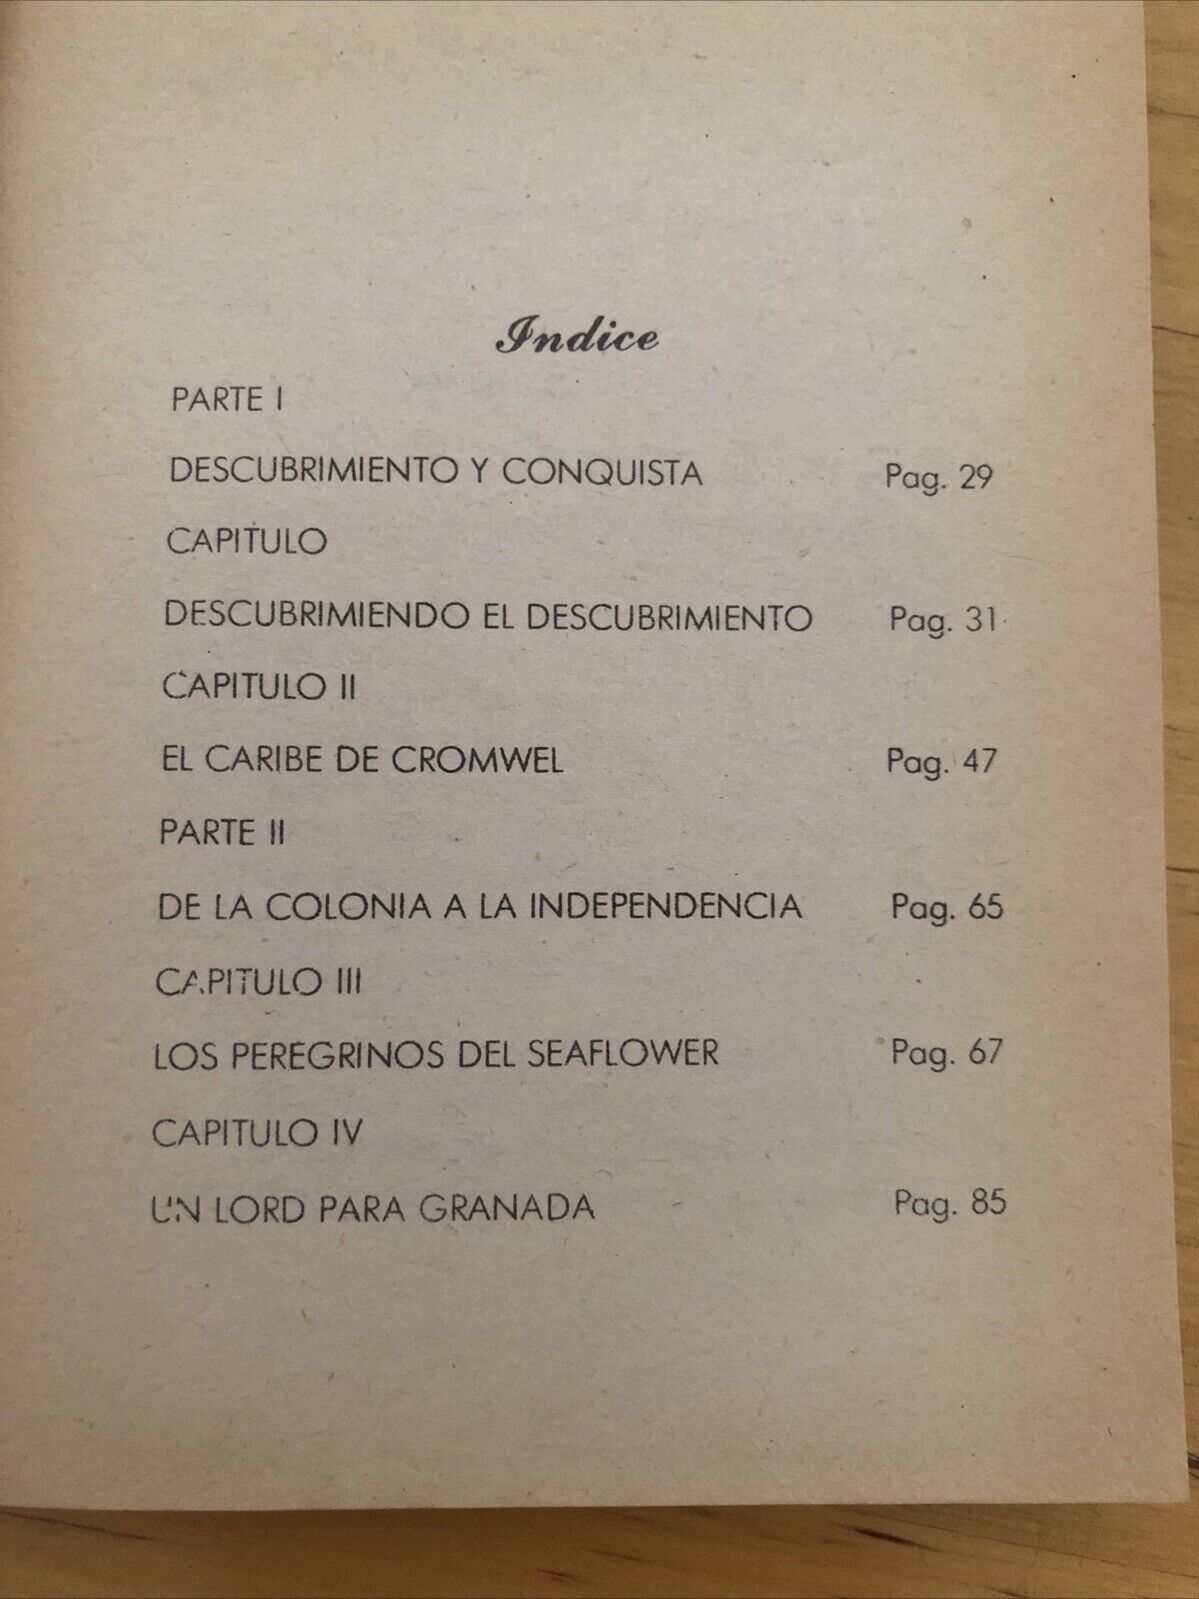 Indice
PARTE I
DESCUBRIMIENTO Y CONQUISTA Pag. 29
CAPITULO
DESCUBRIMIENDO EL DESCUBRIMIENTO Pag. 31
CAPITULO II
EL CARIBE DE CROMWEL Pag. 47
PARTE II
DE LA COLONIA A LA INDEPENDENCIA Pag. 65
CAPITULO III
LOS PEREGRINOS DEL SEAFLOWER Pag. 67
CAPITULO IV
UN LORD PARA GRANADA Pag. 85